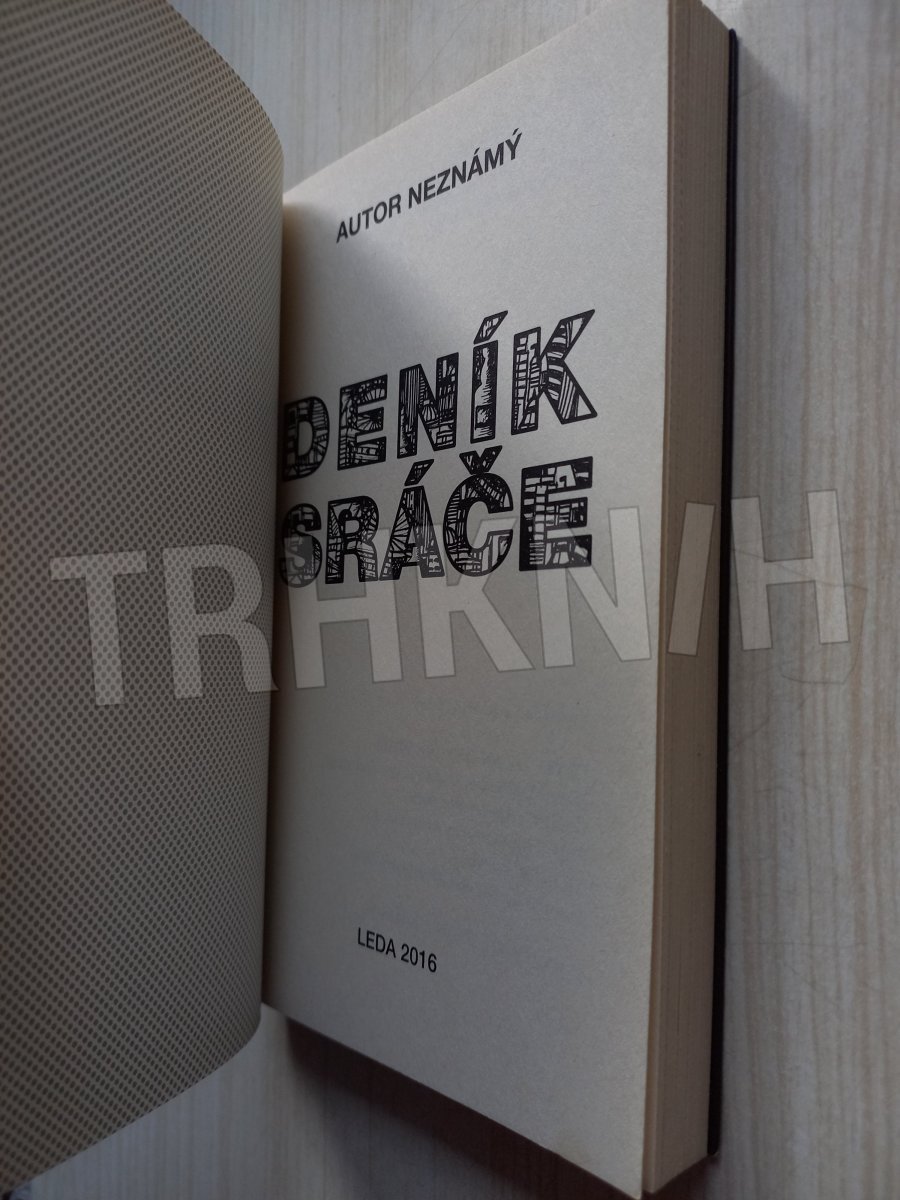 AUTOR NEZNÁMÝ
DENÍK
SRÁČE
TRHKNIH
LEDA 2016